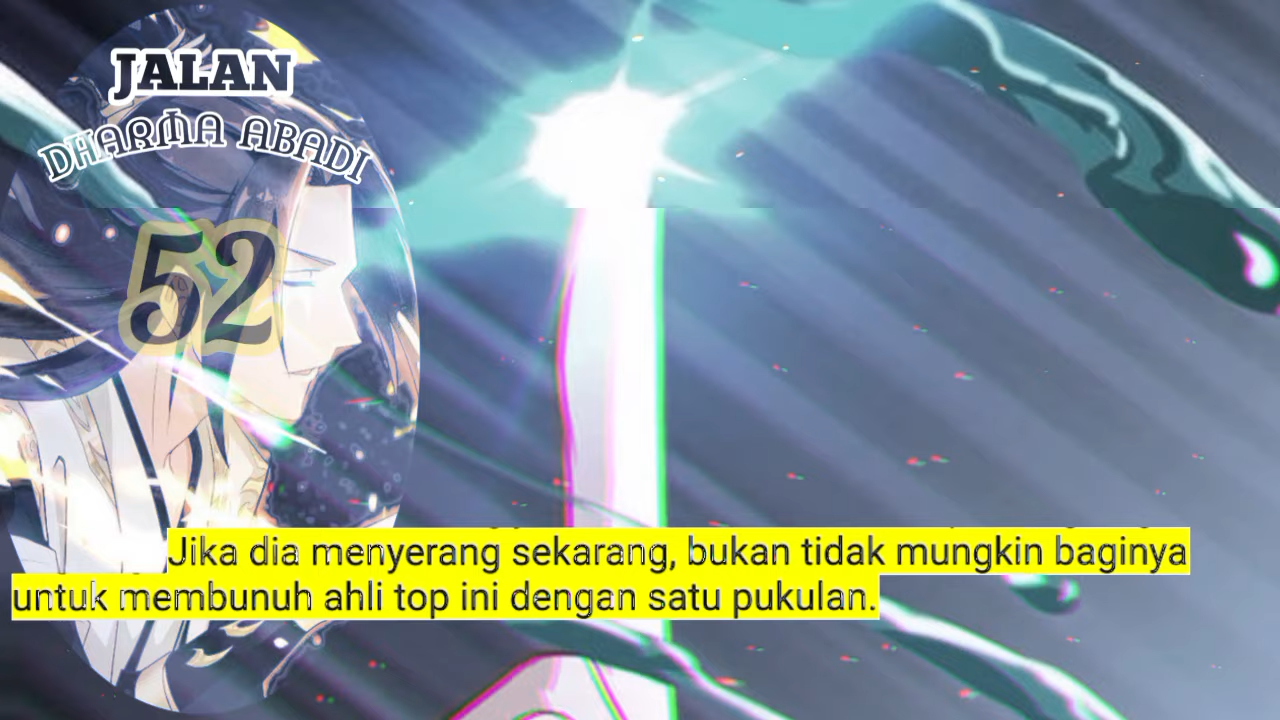 JALAN
DHARMA ABADI
52
Jika dia menyerang sekarang, bukan tidak mungkin baginya
untuk membunuh ahli top ini dengan satu pukulan.